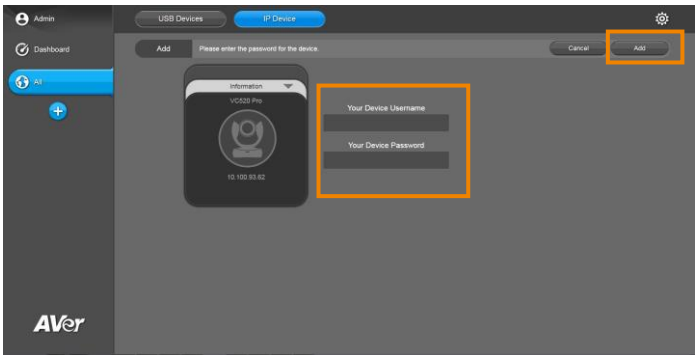 Admin
USB Devices
IP Device
Dashboard
Add
Please enter the password for the device.
Cancel
Add
All
Information
VC520 Pro
Your Device Username
Your Device Password
10.100.93.62
AVer